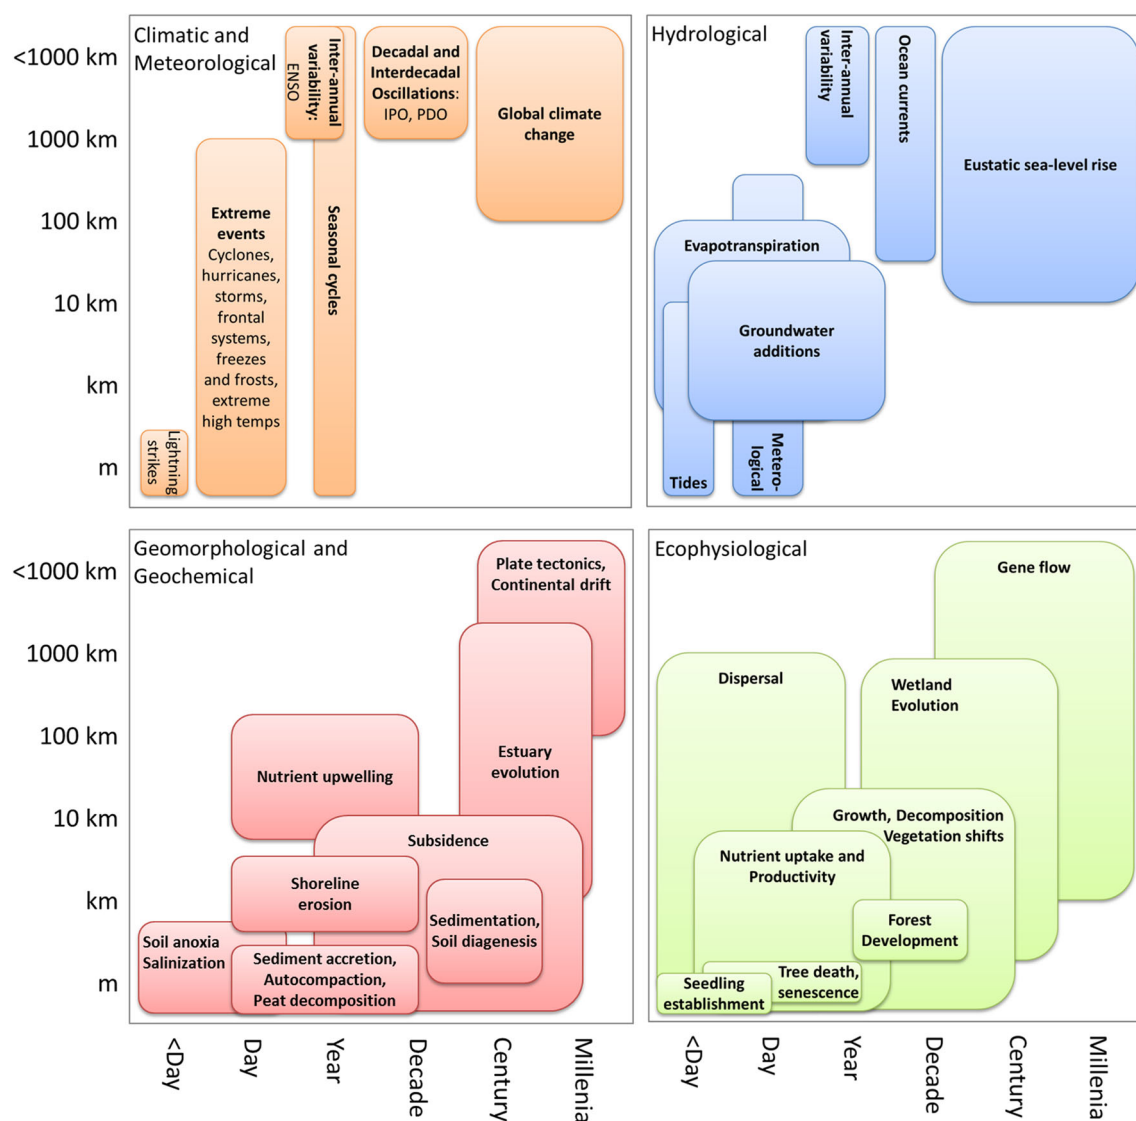 Climatic and
Meteorological
<1000 km
1000 km
100 km
10 km
km
m
Inter-annual
variability:
ENSO
Decadal and
Interdecadal
Oscillations:
IPO, PDO
Global climate
change
Extreme
events
Cyclones,
hurricanes,
storms,
frontal
systems,
freezes
and frosts,
extreme
high temps
Seasonal cycles
Lightning
strikes
Hydrological
Inter-annual
variability
Ocean currents
Eustatic sea-level rise
Evapotranspiration
Groundwater
additions
Tides
Metero-
logical
Geomorphological and
Geochemical
<1000 km
1000 km
100 km
10 km
km
m
Plate tectonics,
Continental drift
Estuary
evolution
Nutrient upwelling
Subsidence
Shoreline
erosion
Sedimentation,
Soil diagenesis
Soil anoxia
Salinization
Sediment accretion,
Autocompaction,
Peat decomposition
Ecophysiological
Gene flow
Dispersal
Wetland
Evolution
Growth, Decomposition
Vegetation shifts
Nutrient uptake and
Productivity
Forest
Development
Tree death,
senescence
Seedling
establishment
<Day
Day
Year
Decade
Century
Millenia
<Day
Day
Year
Decade
Century
Millenia